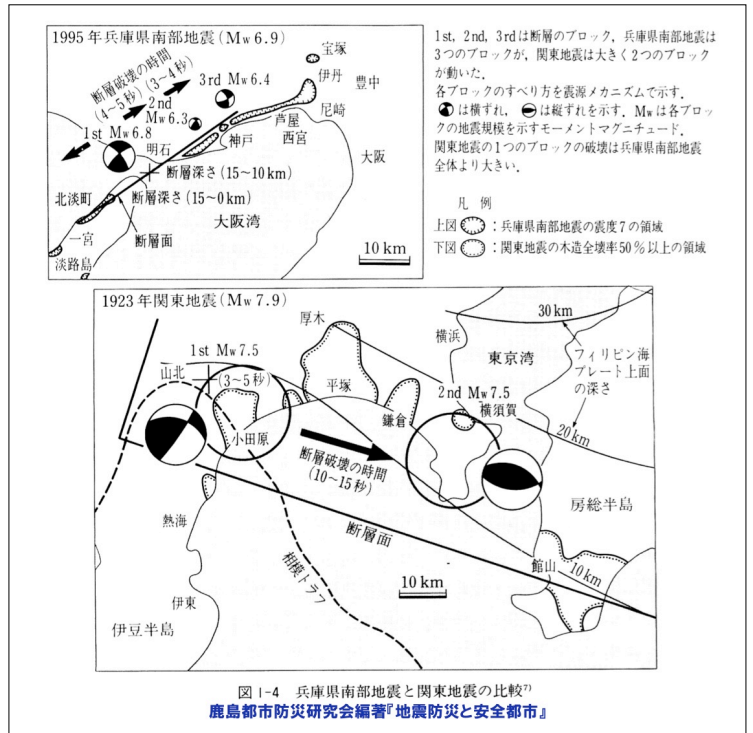 1995年兵庫県南部地震(Mw6.9)
宝塚
伊丹
豊中
3rd Mw6.4
断層破壊の時間
(4~5秒)(3~4秒)
2nd
Mw6.3
尼崎
芦屋
1st Mw6.8
神戸
西宮
明石
大阪
断層深さ(15~10km)
北淡町
断層深さ(15~0km)
大阪湾
断層面
一宮
10km
淡路島
1st, 2nd, 3rdは断層のブロック,兵庫県南部地震は
3つのブロックが,関東地震は大きく2つのブロック
が動いた.
各ブロックのすべり方を震源メカニズムで示す.
は横ずれ, は縦ずれを示す.Mwは各ブロッ
クの地震規模を示すモーメントマグニチュード.
関東地震の1つのブロックの破壊は兵庫県南部地震
全体より大きい.
凡 例
上図 :兵庫県南部地震の震度7の領域
下図 :関東地震の木造全壊率50%以上の領域
1923年関東地震(Mw7.9)
30km
厚木
横浜
東京湾
1st Mw7.5
山北
(3~5秒)
フィリピン海
プレート上面
の深さ
平塚
2nd Mw7.5
横須賀
鎌倉
小田原
20km
断層破壊の時間
(10~15秒)
房総半島
熱海
断層面
館山
10km
相模トラフ
10km
伊東
伊豆半島
図1-4 兵庫県南部地震と関東地震の比較7)
鹿島都市防災研究会編著『地震防災と安全都市』